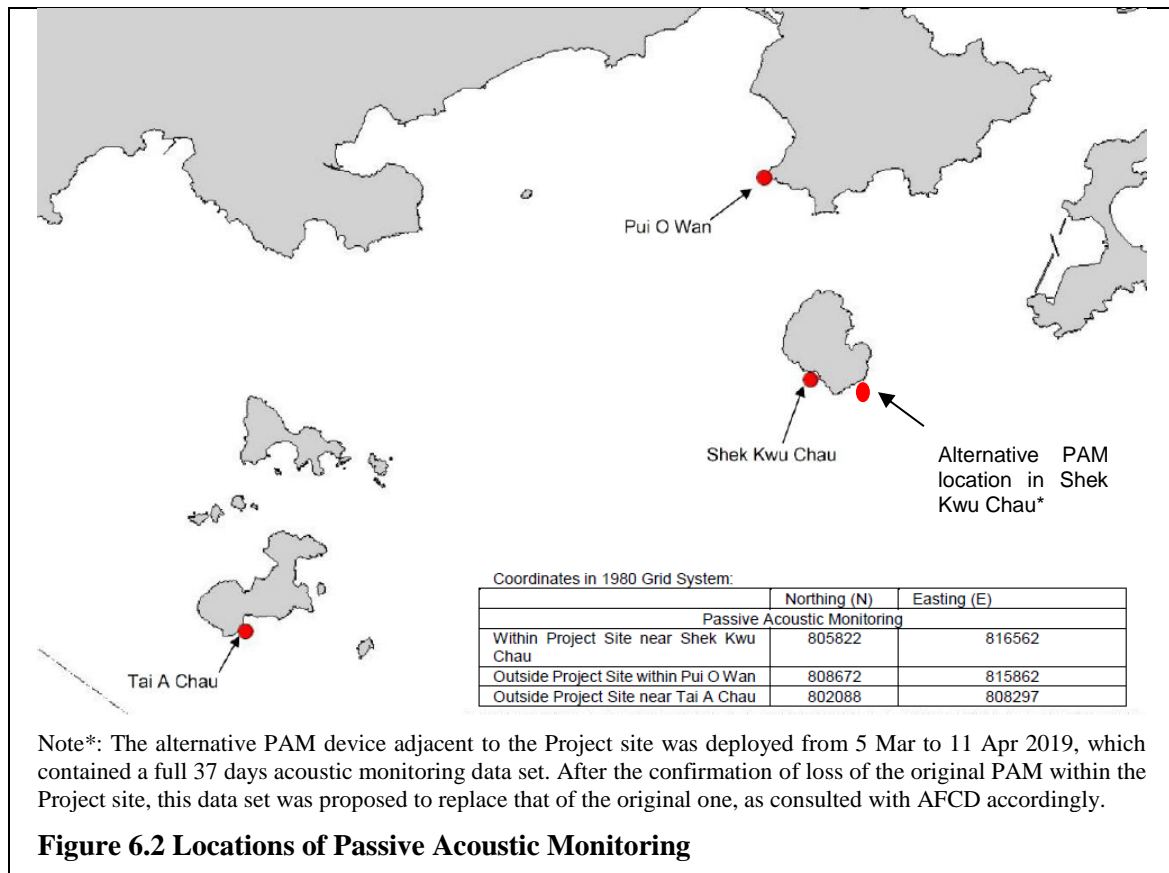 Pui O Wan
Shek Kwu Chau
Alternative PAM
location in Shek
Kwu Chau*
Tai A Chau
Coordinates in 1980 Grid System:
Northing (N) Easting (E)
Passive Acoustic Monitoring
Within Project Site near Shek Kwu
Chau 805822 816562
Outside Project Site within Pui O Wan 808672 815862
Outside Project Site near Tai A Chau 802088 808297
Note*: The alternative PAM device adjacent to the Project site was deployed from 5 Mar to 11 Apr 2019, which
contained a full 37 days acoustic monitoring data set. After the confirmation of loss of the original PAM within the
Project site, this data set was proposed to replace that of the original one, as consulted with AFCD accordingly.
Figure 6.2 Locations of Passive Acoustic Monitoring